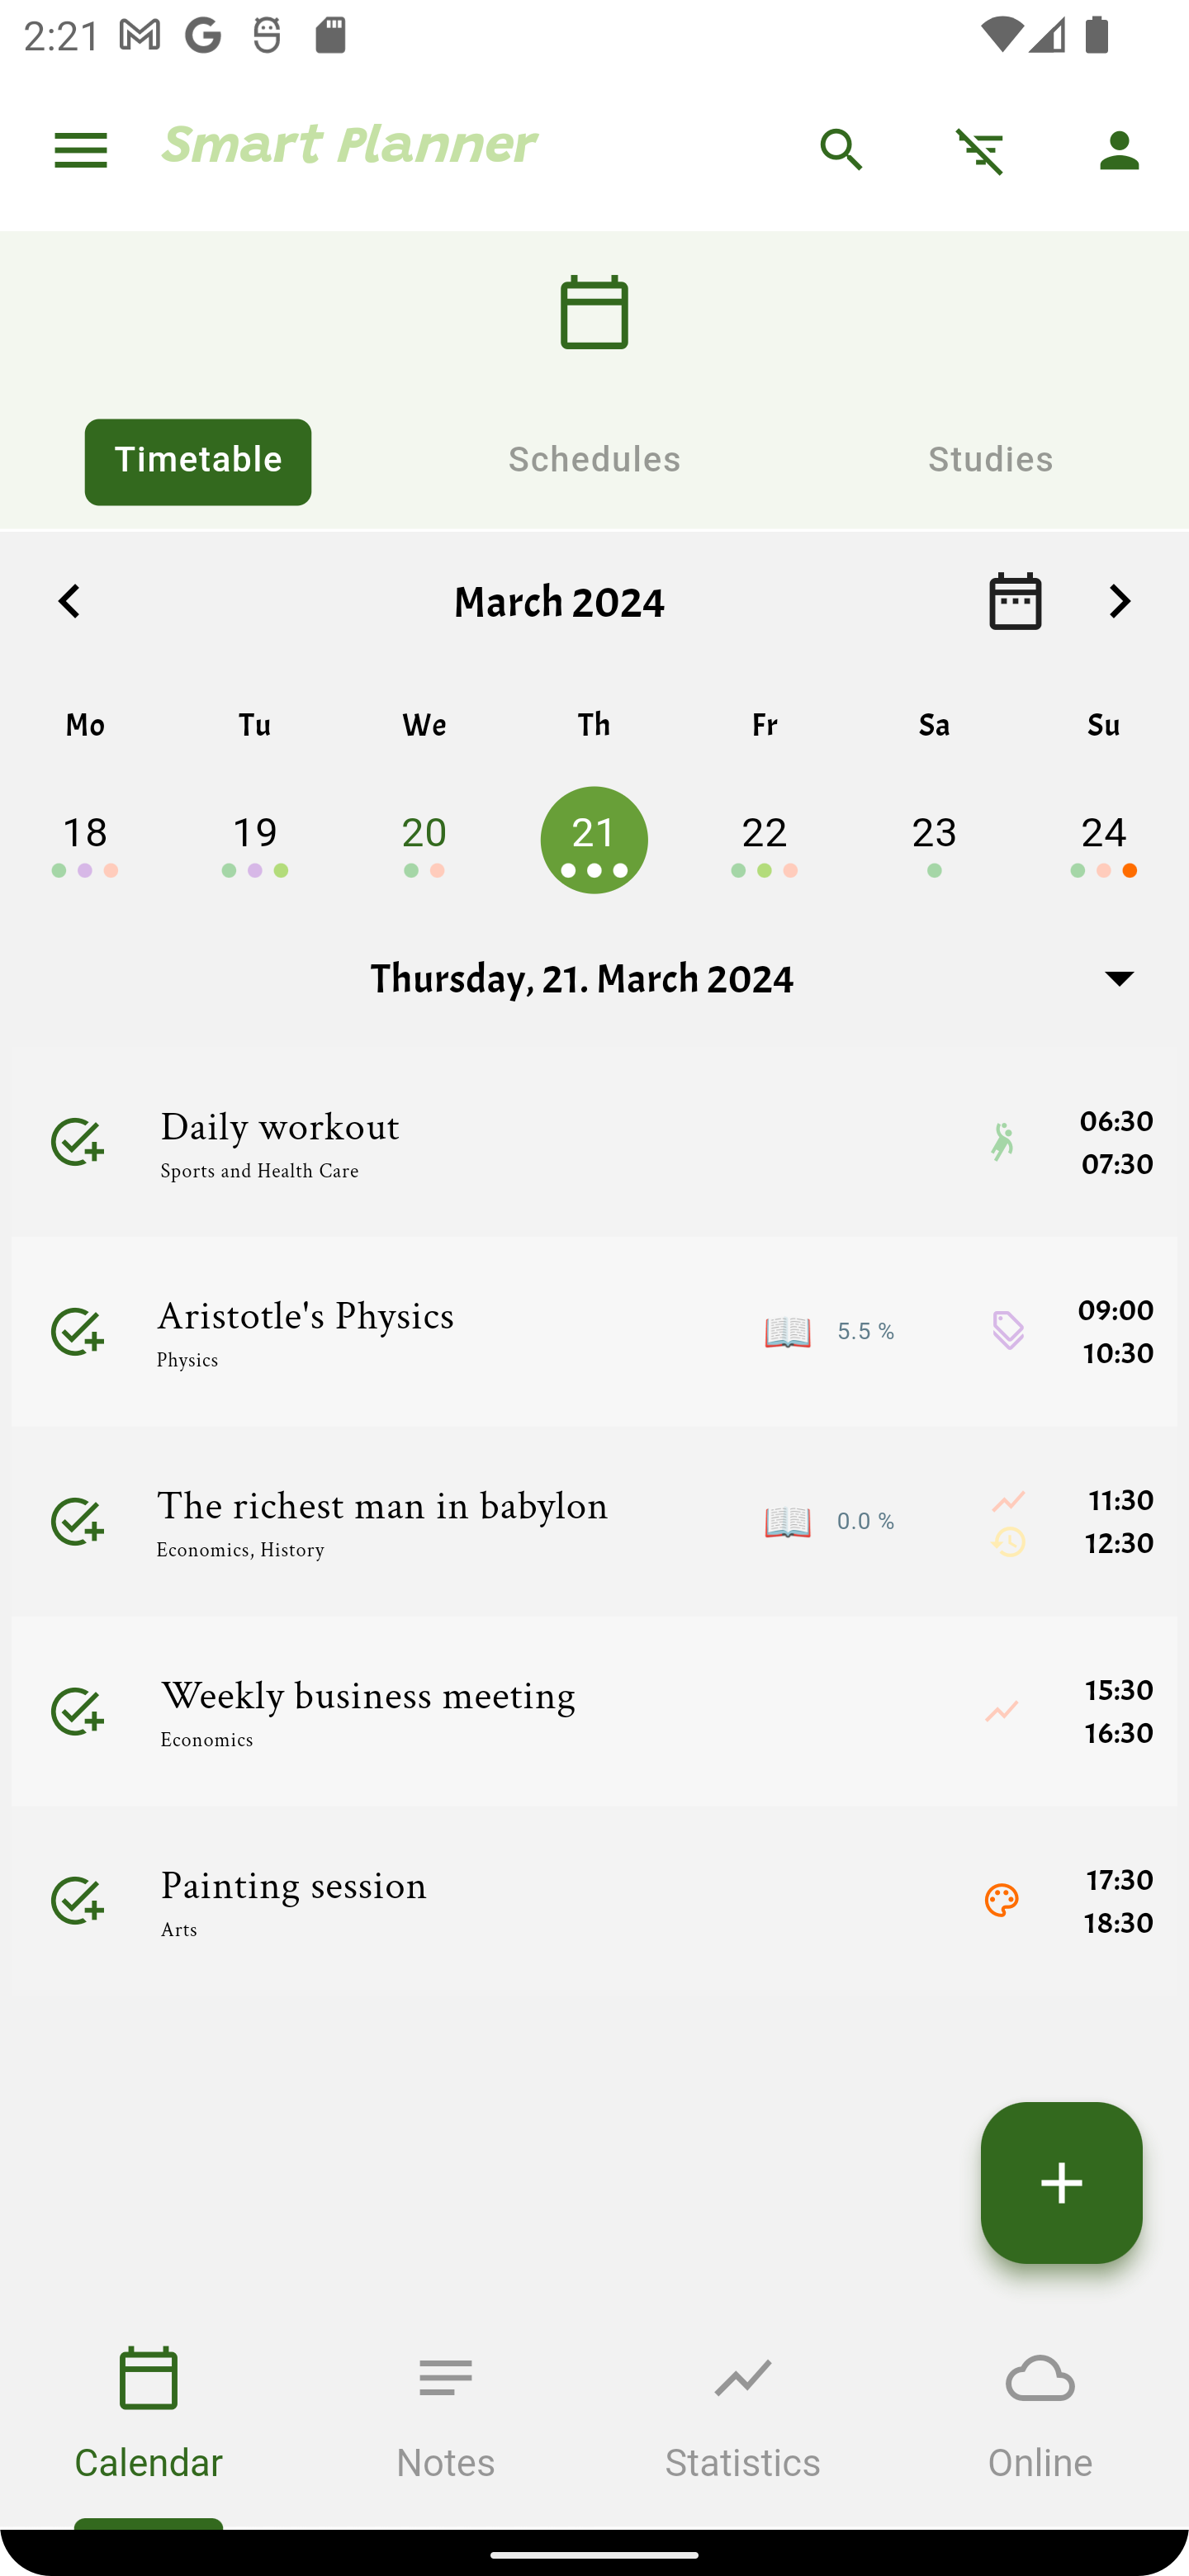 2:21
Smart Planner
Timetable Schedules Studies
March 2024
Mo Tu We Th Fr Sa Su
18 19 20 21 22 23 24
Thursday, 21. March 2024
Daily workout
Sports and Health Care
06:30
07:30
Aristotle's Physics
Physics
5.5 %
09:00
10:30
The richest man in babylon
Economics, History
0.0 %
11:30
12:30
Weekly business meeting
Economics
15:30
16:30
Painting session
Arts
17:30
18:30
Calendar Notes Statistics Online